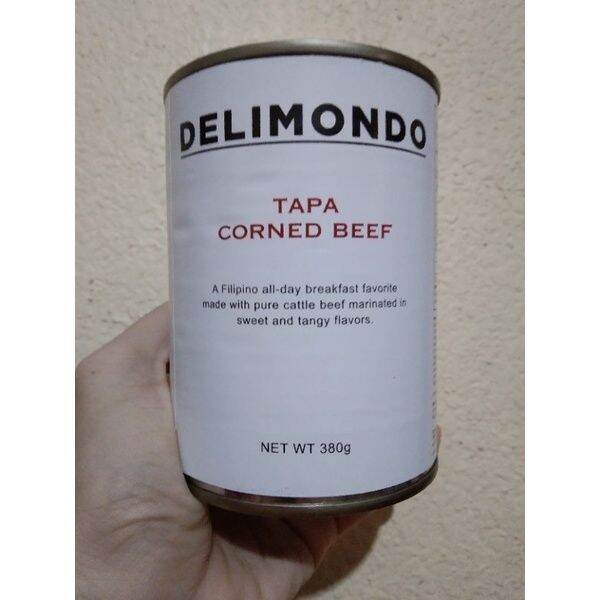 DELIMONDO
TAPA
CORNED BEEF
A Filipino all-day breakfast favorite
made with pure cattle beef marinated in
sweet and tangy flavors.
NET WT 380g